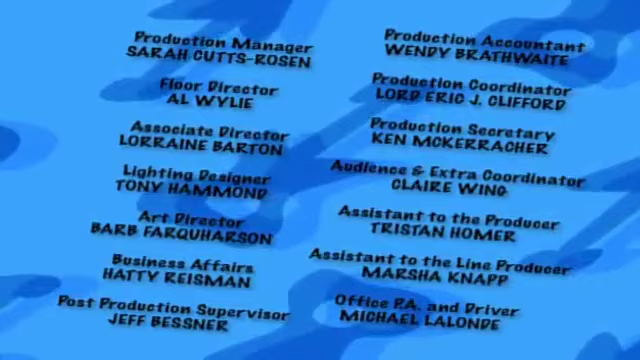 Production Manager
SARAH CUTTS-ROSEN
Floor Director
AL WYLIE
Associate Director
LORRAINE BARTON
Lighting Designer
TONY HAMMOND
Art Director
BARB FARQUHARSON
Business Affairs
HATTY REISMAN
Post Production Supervisor
JEFF BESSNER
Production Accountant
WENDY BRATHWAITE
Production Coordinator
LORD ERIC J. CLIFFORD
Production Secretary
KEN MCKERRACHER
Audience & Extra Coordinator
CLAIRE WING
Assistant to the Producer
TRISTAN HOMER
Assistant to the Line Producer
MARSHA KNAPP
Office P.A. and Driver
MICHAEL LALONDE